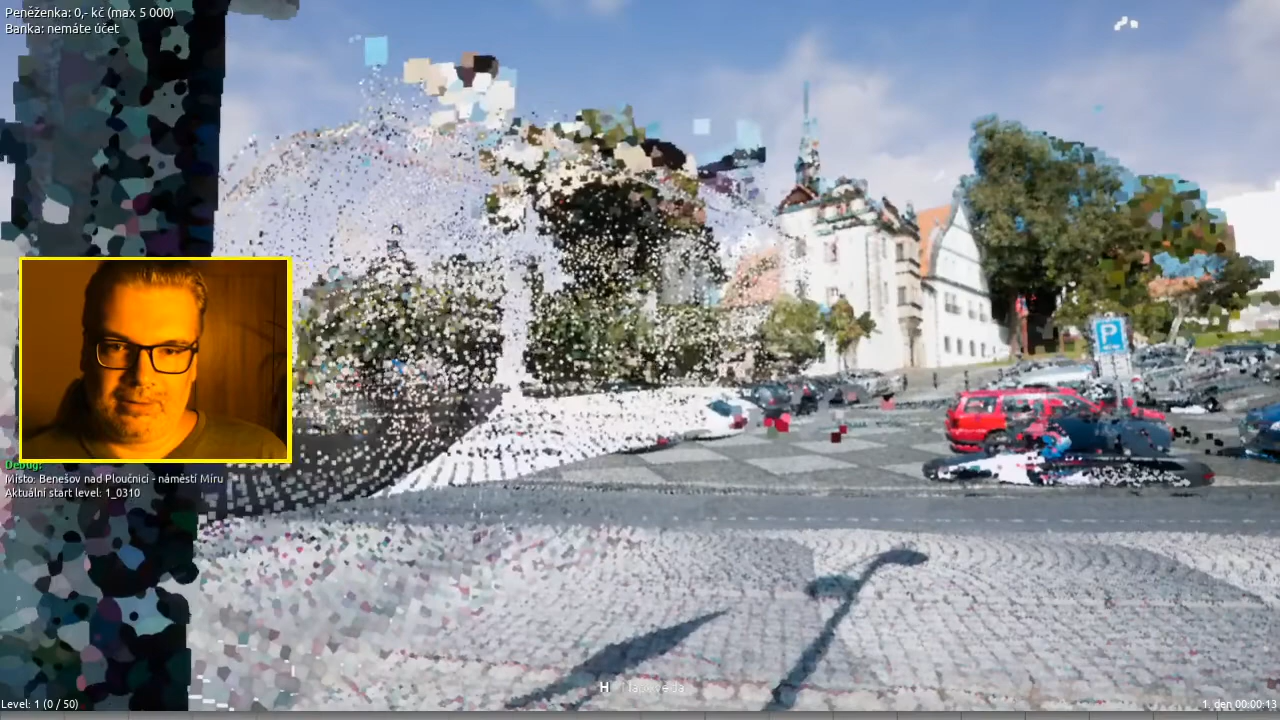 Peněženka: 0,- kč (max 5 000)
Banka: nemáte účet
P
Debug:
Místo: Benešov nad Ploučnicí - náměstí Míru
Aktuální start level: 1_0310
H
Level: 1 (0 / 50)
1. den 00:00:13